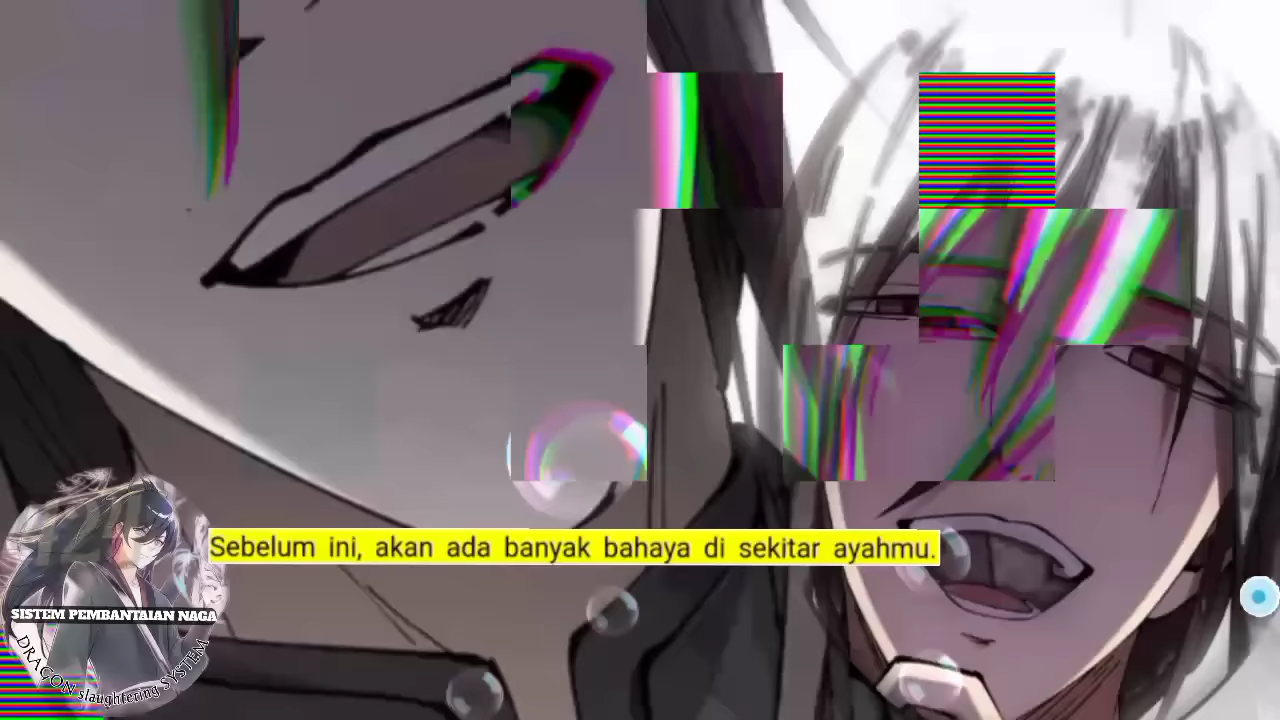 Sebelum ini, akan ada banyak bahaya di sekitar ayahmu.
SISTEM PEMBANTAIAN NAGA
DRAGON slaughtering SYSTEM